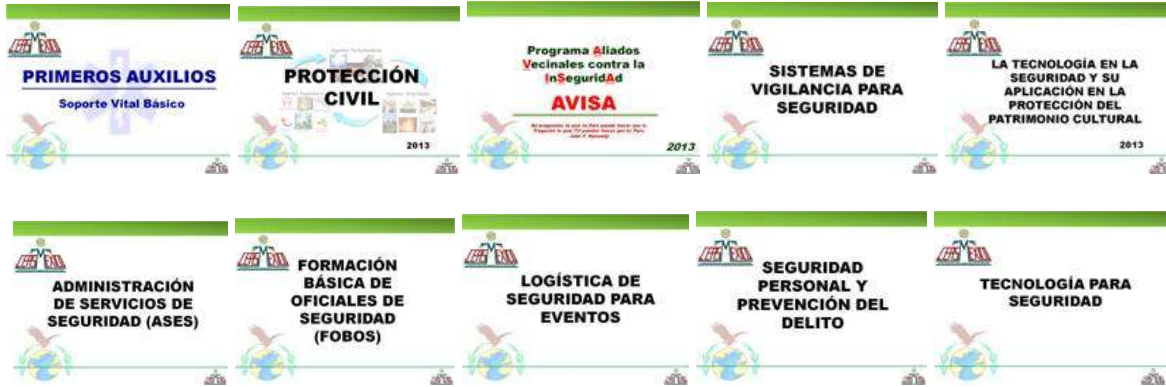 PRIMEROS AUXILIOS
Soporte Vital Básico
PROTECCIÓN
CIVIL
2013
Programa Aliados
Vecinales contra la
InSeguridAd
AVISA
2013
SISTEMAS DE
VIGILANCIA PARA
SEGURIDAD
LA TECNOLOGÍA EN LA
SEGURIDAD Y SU
APLICACIÓN EN LA
PROTECCIÓN DEL
PATRIMONIO CULTURAL
2013
ADMINISTRACIÓN
DE SERVICIOS DE
SEGURIDAD (ASES)
FORMACIÓN
BÁSICA DE
OFICIALES DE
SEGURIDAD
(FOBOS)
LOGÍSTICA DE
SEGURIDAD PARA
EVENTOS
SEGURIDAD
PERSONAL Y
PREVENCIÓN DEL
DELITO
TECNOLOGÍA PARA
SEGURIDAD